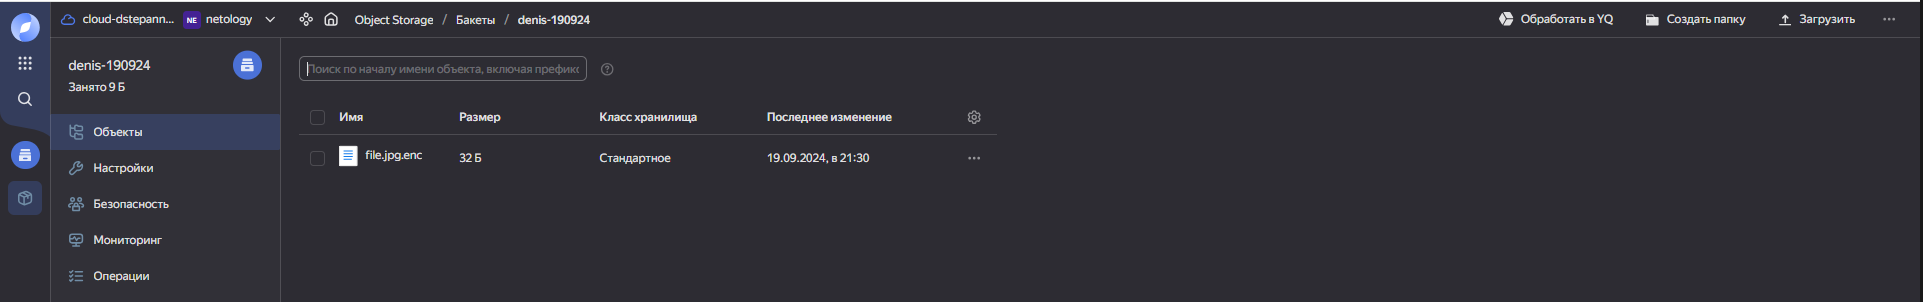 cloud-dstepann... NE netology Object Storage / Бакеты / denis-190924 Обработать в YQ Создать папку Загрузить ...
denis-190924
Занято 9 Б
Объекты
Настройки
Безопасность
Мониторинг
Операции
Поиск по началу имени объекта, включая префикс
Имя Размер Класс хранилища Последнее изменение
file.jpg.enc 32 Б Стандартное 19.09.2024, в 21:30 ...